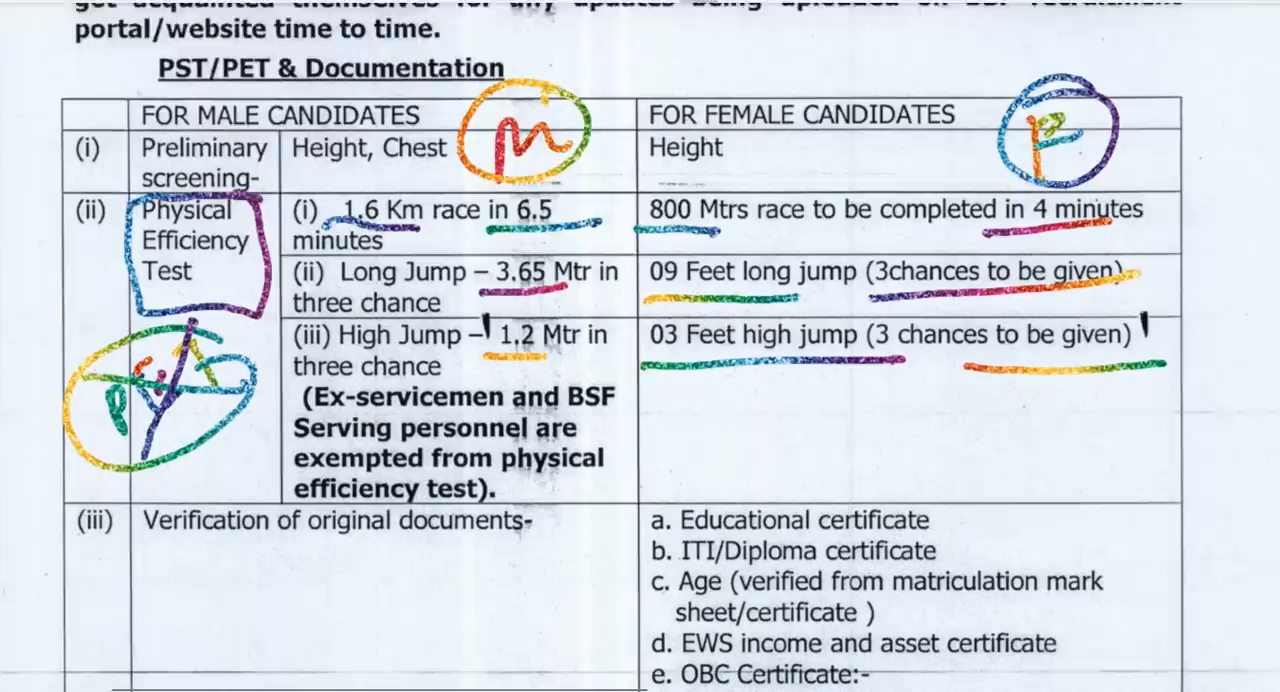 portal/website time to time.
PST/PET & Documentation
FOR MALE CANDIDATES
FOR FEMALE CANDIDATES
M
F
(i)
Preliminary screening-
Height, Chest
Height
(ii)
Physical
Efficiency
Test
(i) 1.6 Km race in 6.5
minutes
800 Mtrs race to be completed in 4 minutes
(ii) Long Jump – 3.65 Mtr in
three chance
09 Feet long jump (3chances to be given)
(iii) High Jump – 1.2 Mtr in
three chance
03 Feet high jump (3 chances to be given)
(Ex-servicemen and BSF
Serving personnel are
exempted from physical
efficiency test).
(iii)
Verification of original documents-
a. Educational certificate
b. ITI/Diploma certificate
c. Age (verified from matriculation mark
sheet/certificate )
d. EWS income and asset certificate
e. OBC Certificate:-